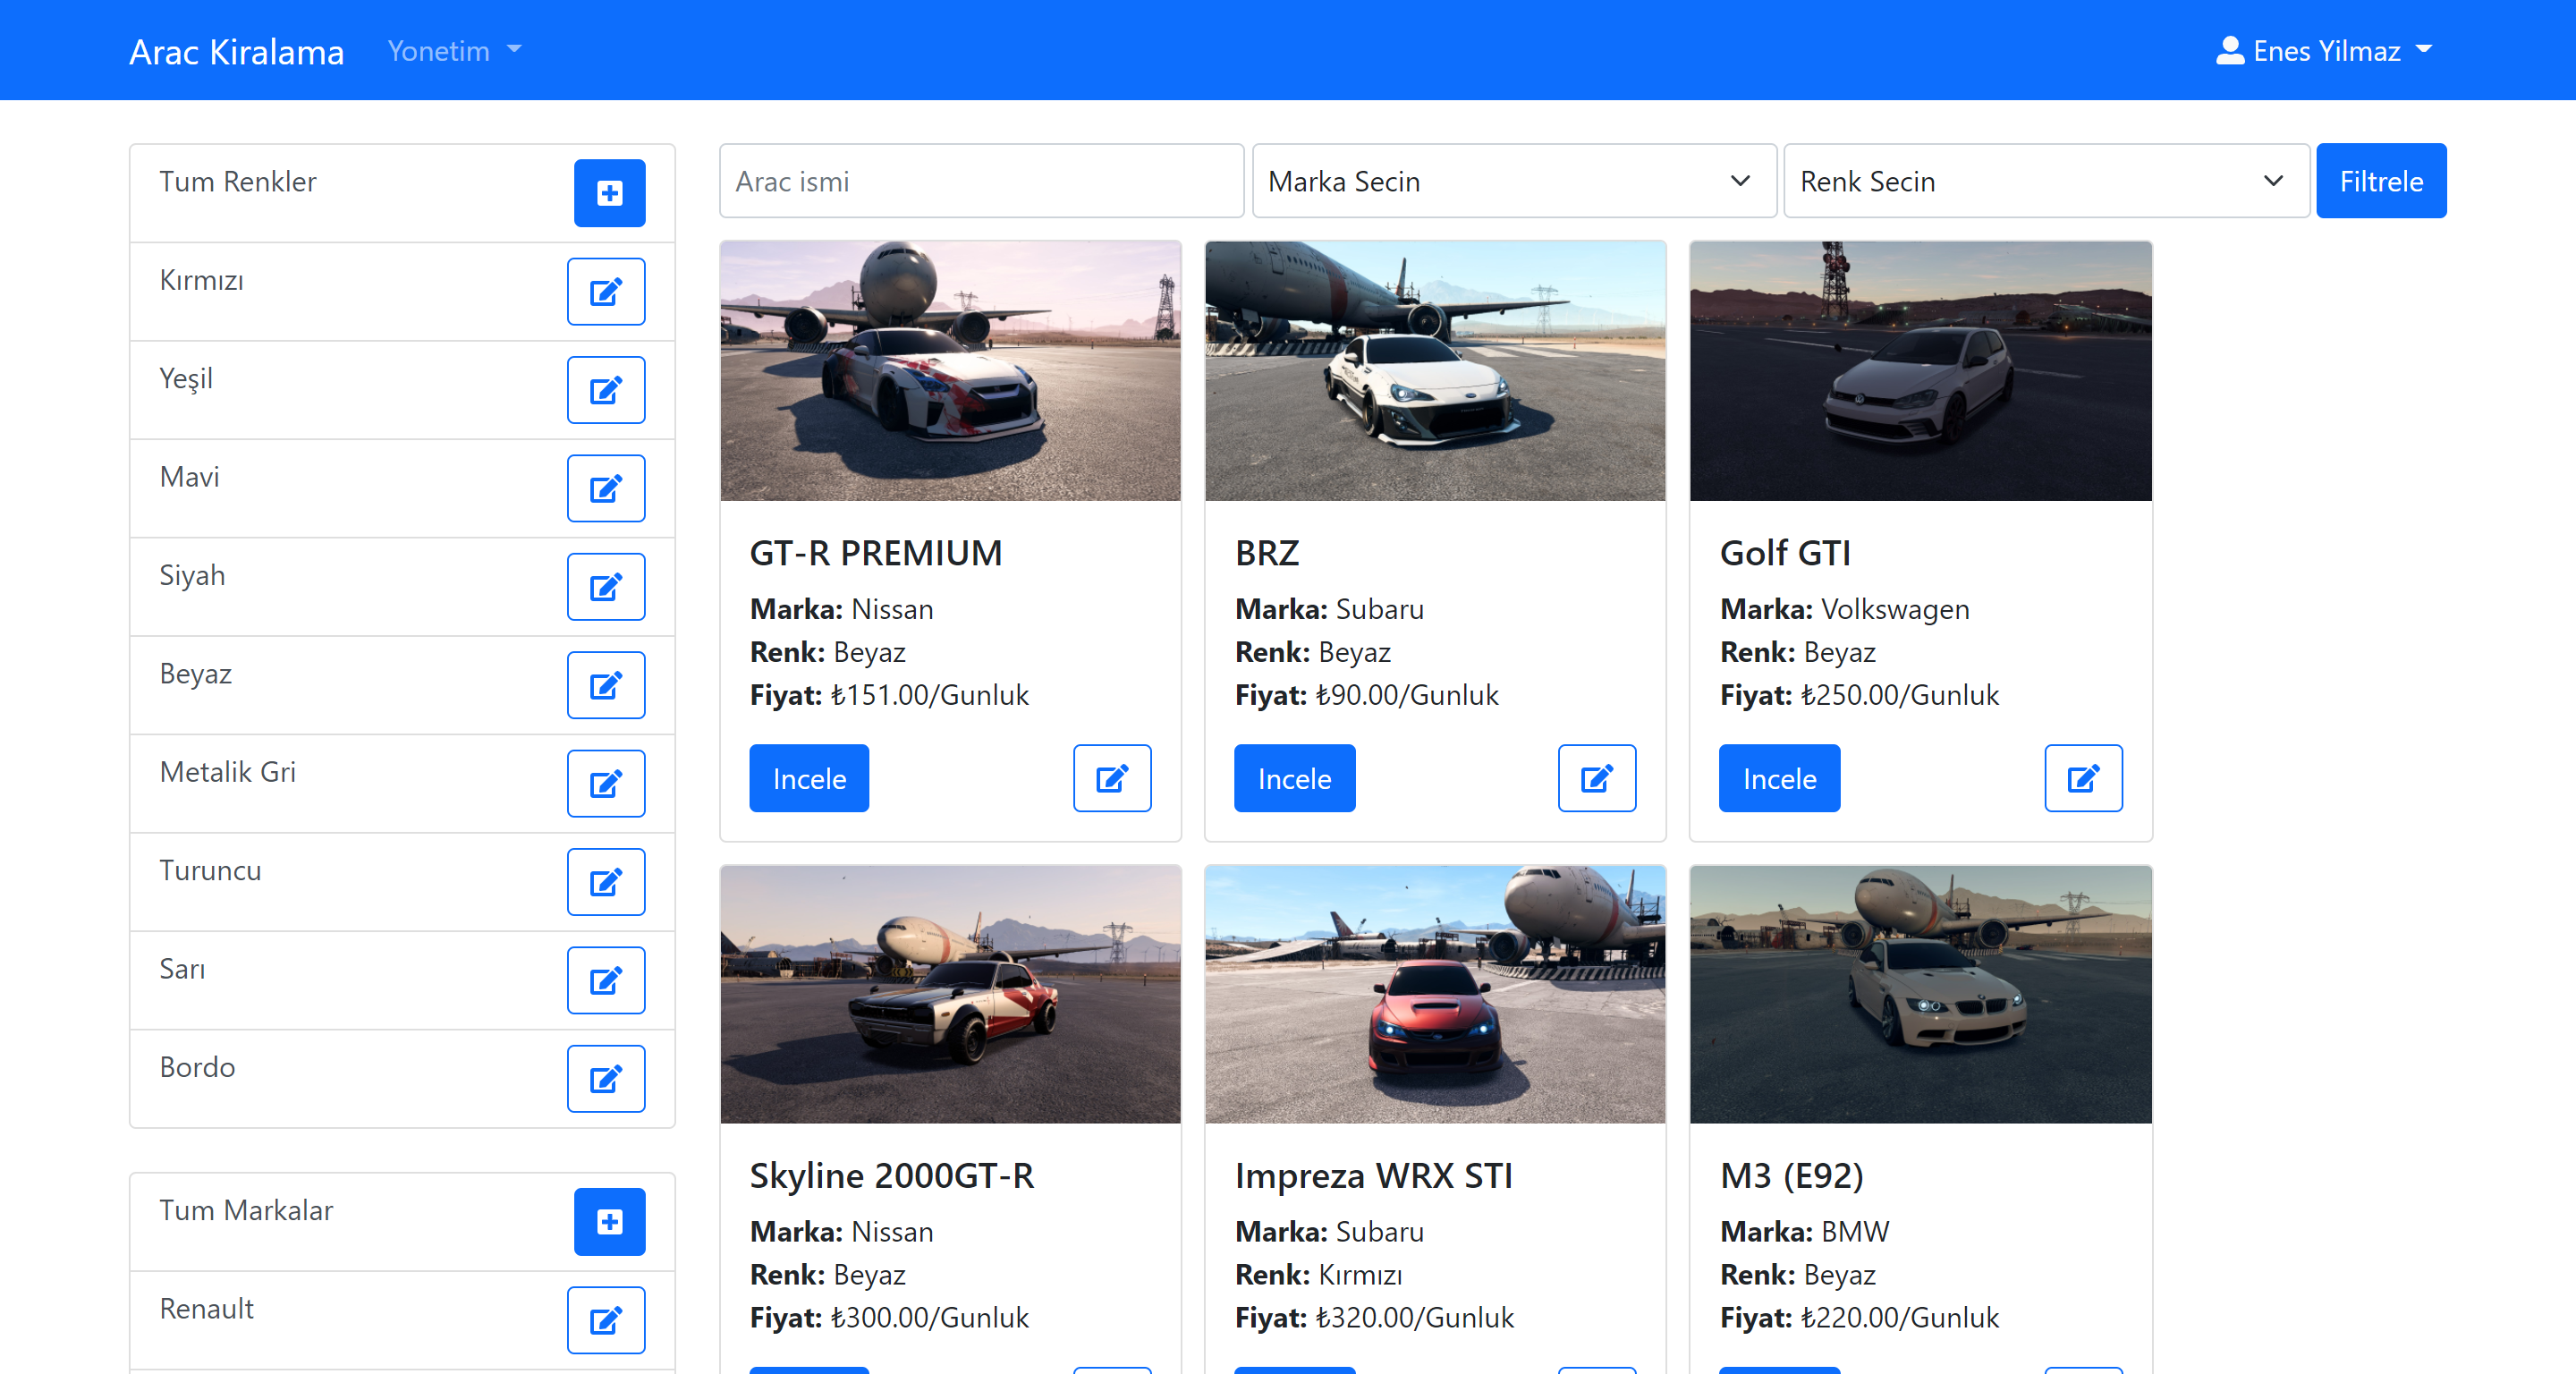 Arac Kiralama
Yonetim
Enes Yilmaz
Tum Renkler
Kırmızı
Yeşil
Mavi
Siyah
Beyaz
Metalik Gri
Turuncu
Sarı
Bordo
Tum Markalar
Renault
Arac ismi
Marka Secin
Renk Secin
Filtrele
GT-R PREMIUM
Marka: Nissan
Renk: Beyaz
Fiyat: ₺151.00/Gunluk
Incele
BRZ
Marka: Subaru
Renk: Beyaz
Fiyat: ₺90.00/Gunluk
Incele
Golf GTI
Marka: Volkswagen
Renk: Beyaz
Fiyat: ₺250.00/Gunluk
Incele
Skyline 2000GT-R
Marka: Nissan
Renk: Beyaz
Fiyat: ₺300.00/Gunluk
Impreza WRX STI
Marka: Subaru
Renk: Kırmızı
Fiyat: ₺320.00/Gunluk
M3 (E92)
Marka: BMW
Renk: Beyaz
Fiyat: ₺220.00/Gunluk